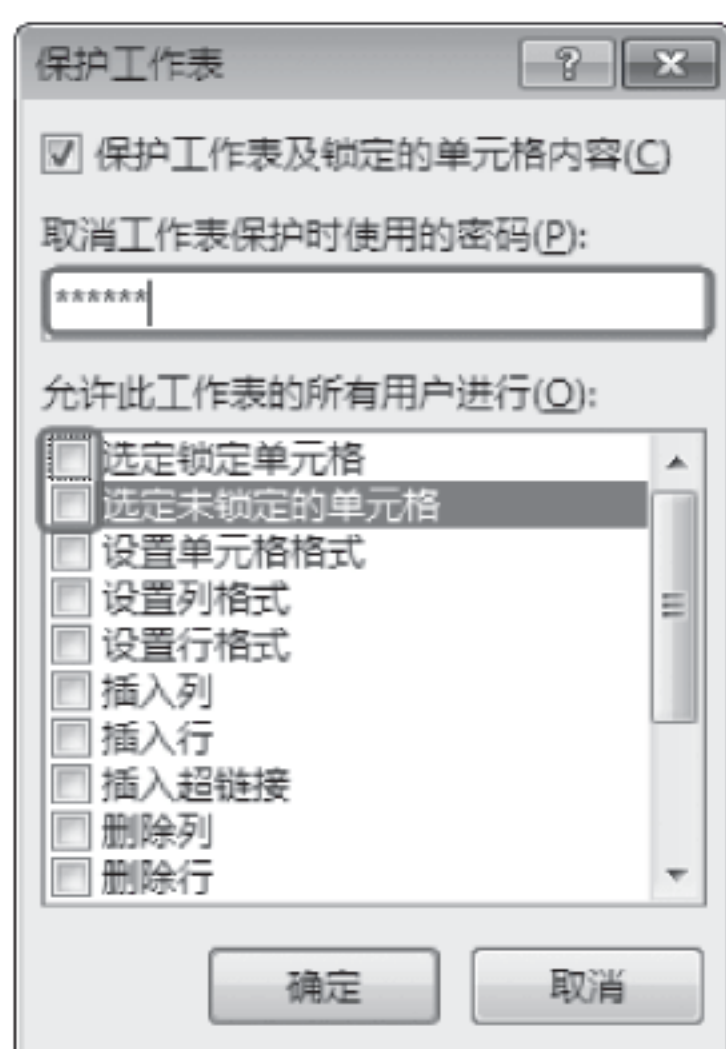 保护工作表
保护工作表及锁定的单元格内容(C)
取消工作表保护时使用的密码(P):
******
允许此工作表的所有用户进行(O):
选定锁定单元格
选定未锁定的单元格
设置单元格格式
设置列格式
设置行格式
插入列
插入行
插入超链接
删除列
删除行
确定
取消